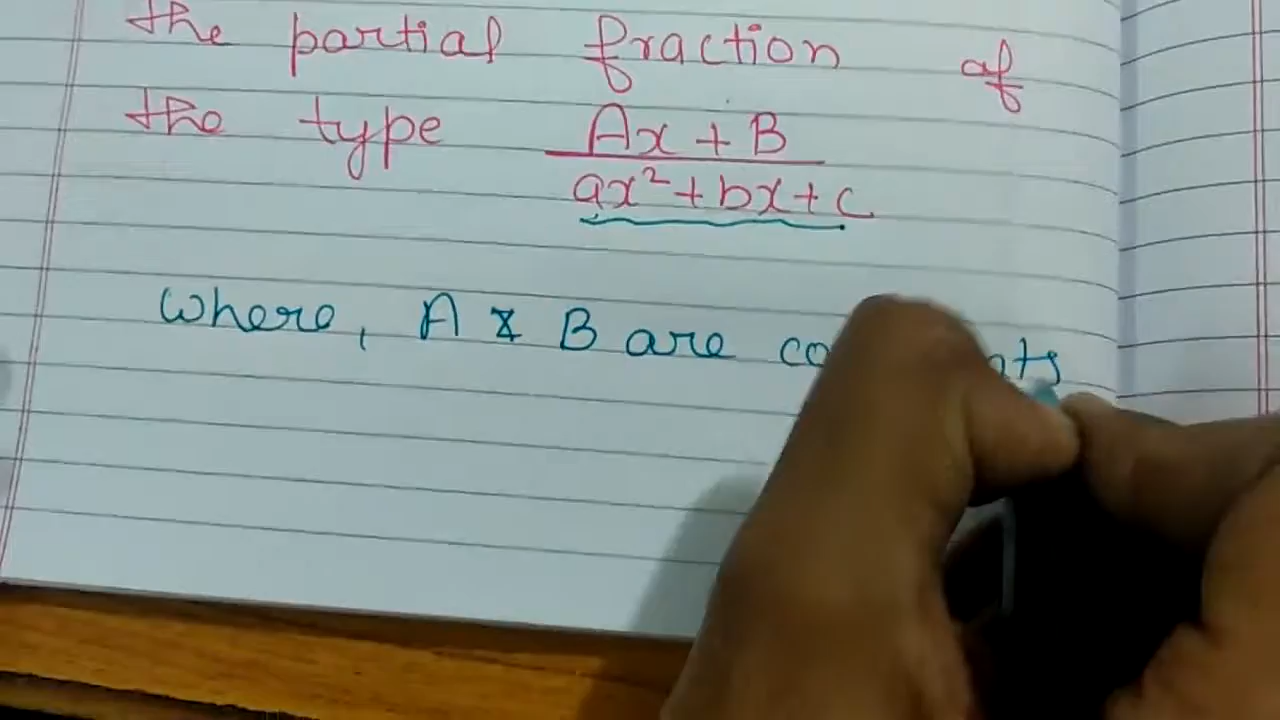 the partial fraction of
the type Ax + B
ax² + bx + c
where, A & B are